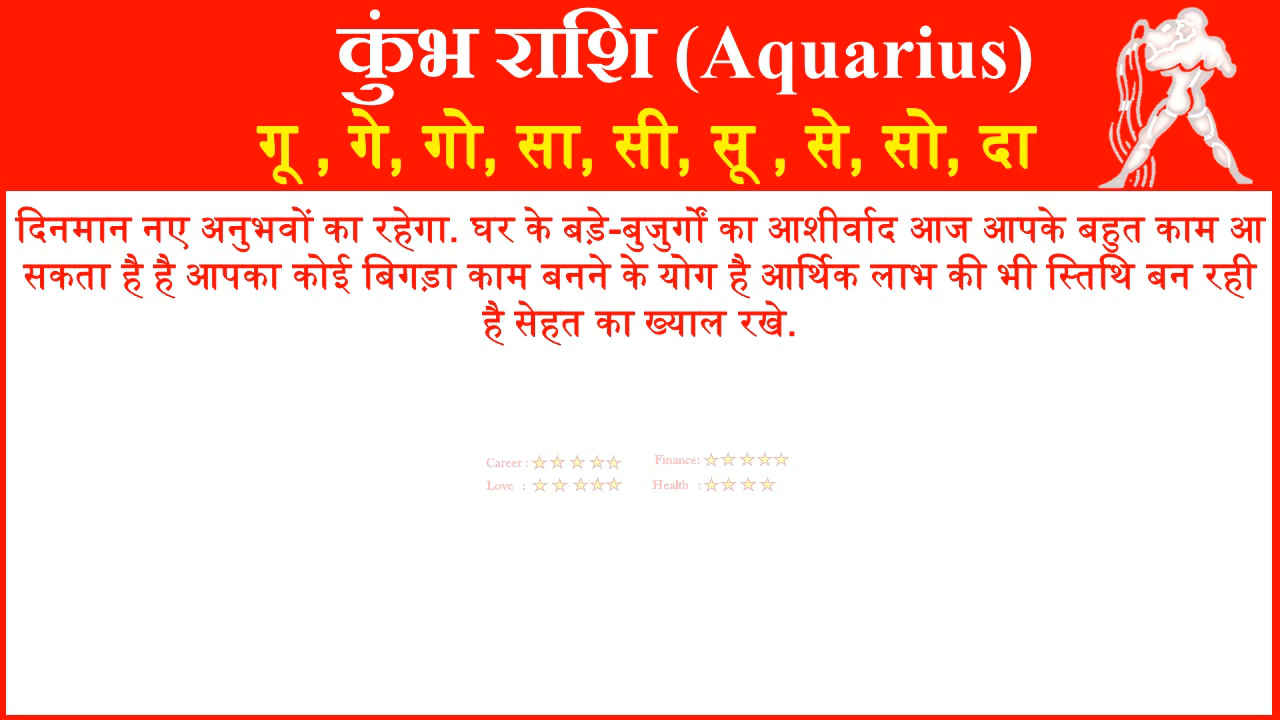 कुंभ राशि (Aquarius)
गू , गे, गो, सा, सी, सू , से, सो, दा
दिनमान नए अनुभवों का रहेगा. घर के बड़े-बुजुर्गों का आशीर्वाद आज आपके बहुत काम आ
सकता है है आपका कोई बिगड़ा काम बनने के योग है आर्थिक लाभ की भी स्तिथि बन रही
है सेहत का ख्याल रखे.
Career : ☆☆☆☆☆ Finance: ☆☆☆☆☆
Love : ☆☆☆☆☆ Health : ☆☆☆☆